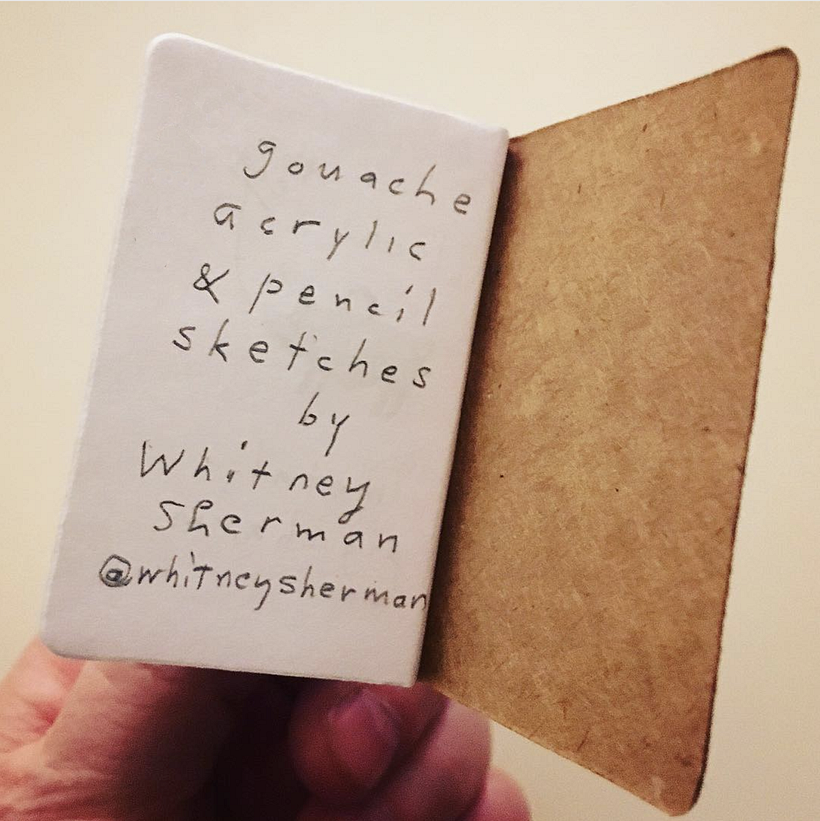 gouache
acrylic
& pencil
sketches
by
Whitney
Sherman
@whitneysherman